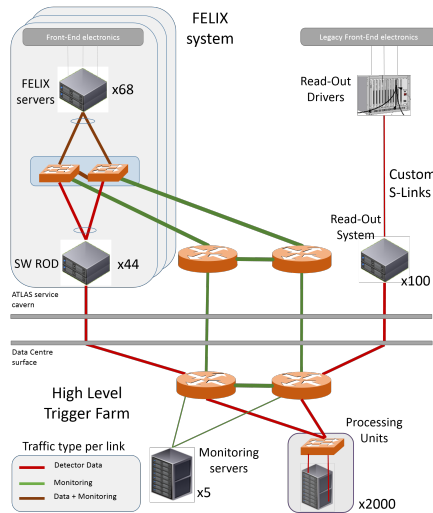 FELIX
system
Front-End electronics
Legacy Front-End electronics
FELIX
servers
x68
Read-Out
Drivers
Custom
S-Links
Read-Out
System
SW ROD
x44
x100
ATLAS service
cavern
Data Centre
surface
High Level
Trigger Farm
Traffic type per link
Detector Data
Monitoring
Data + Monitoring
Monitoring
servers
x5
Processing
Units
x2000